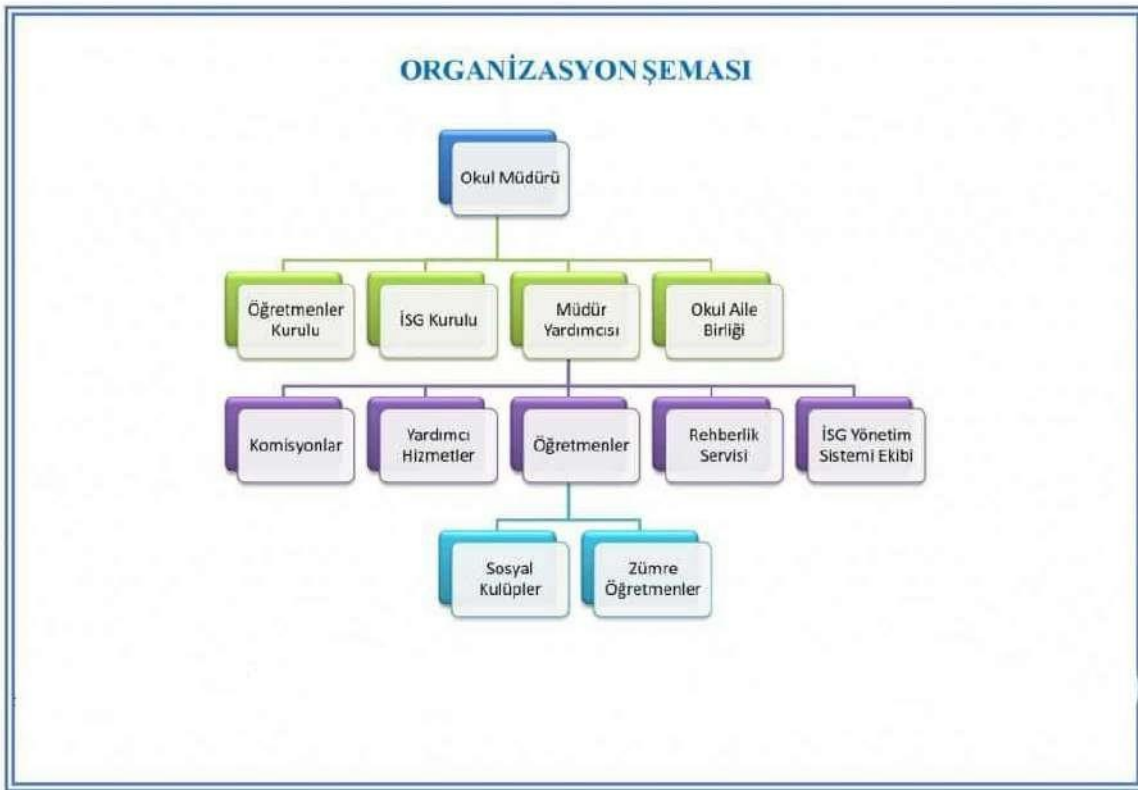 ORGANİZASYON ŞEMASI
Okul Müdürü
Öğretmenler
Kurulu
İSG Kurulu
Müdür
Yardımcısı
Okul Aile
Birliği
Komisyonlar
Yardımcı
Hizmetler
Öğretmenler
Rehberlik
Servisi
İSG Yönetim
Sistemi Ekibi
Sosyal
Kulüpler
Zümre
Öğretmenler